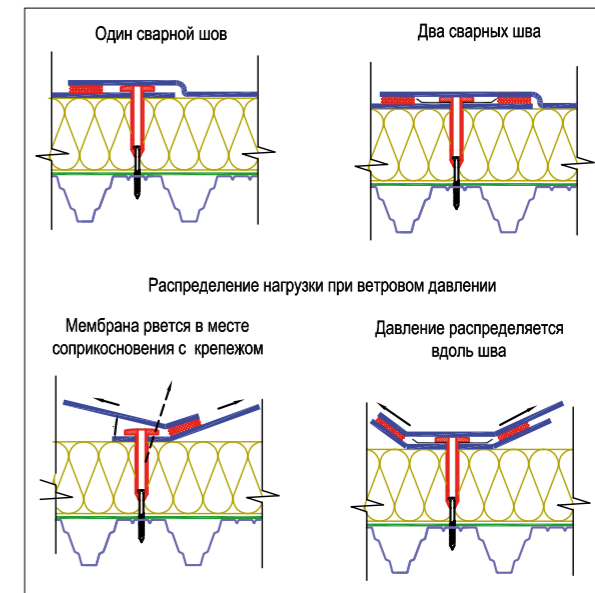 Один сварной шов
Два сварных шва
Распределение нагрузки при ветровом давлении
Мембрана рвется в месте
соприкосновения с крепежом
Давление распределяется
вдоль шва